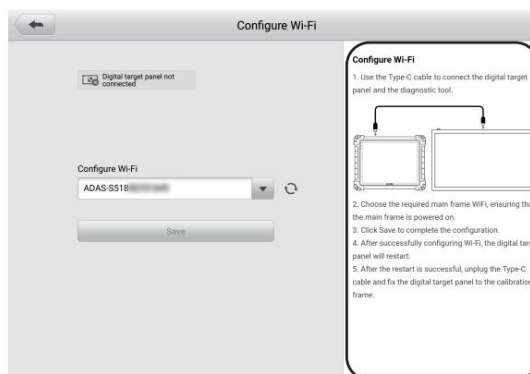 Configure Wi-Fi
Digital target panel not
connected
Configure Wi-Fi
ADAS-S518
Save
Configure Wi-Fi
1. Use the Type-C cable to connect the digital target
panel and the diagnostic tool.
2. Choose the required main frame WiFi, ensuring
the main frame is powered on.
3. Click Save to complete the configuration.
4. After successfully configuring Wi-Fi, the digital
panel will restart.
5. After the restart is successful, unplug the Type-C
cable and fix the digital target panel to the calibration
frame.